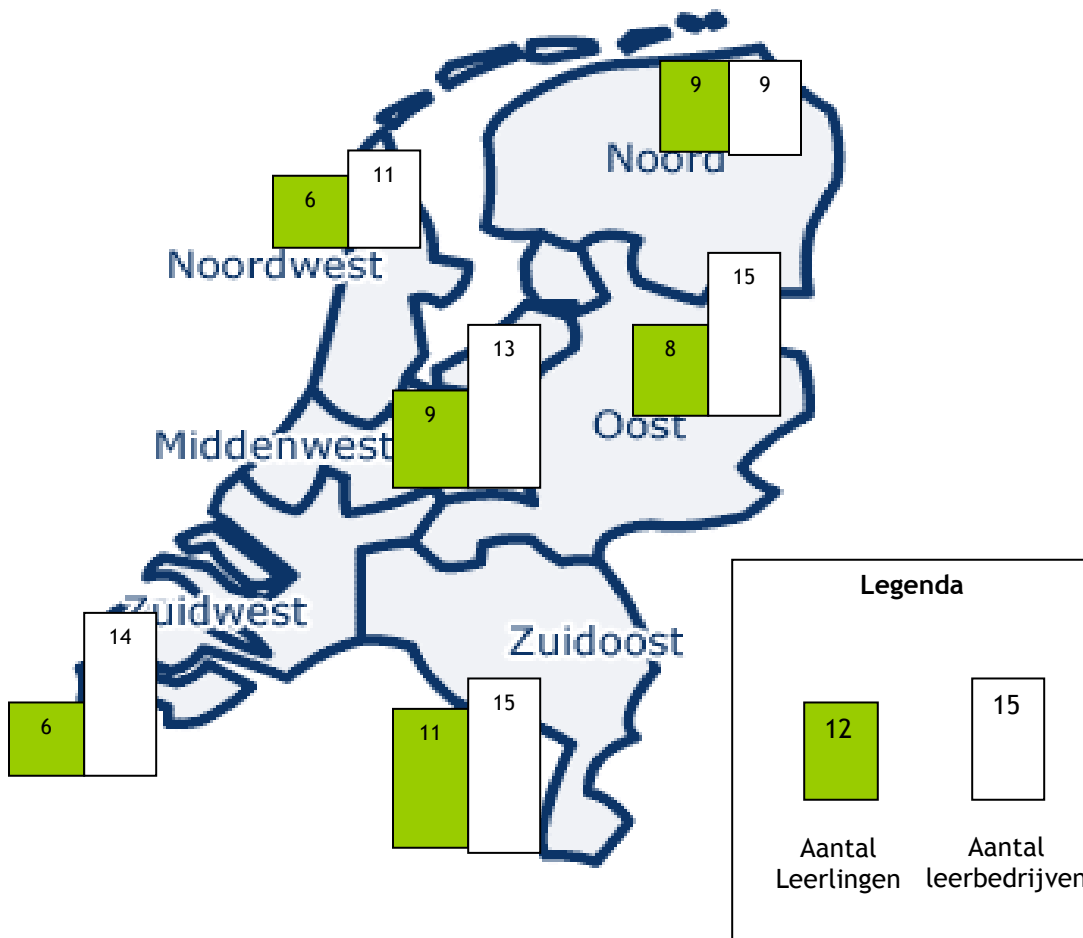 9 9
Noord
6 11
Noordwest
15
8
Oost
13
9
Middenwest
Zuidwest
14
6
Zuidoost
15
11
Legenda
12 15
Aantal
Leerlingen
Aantal
leerbedrijven